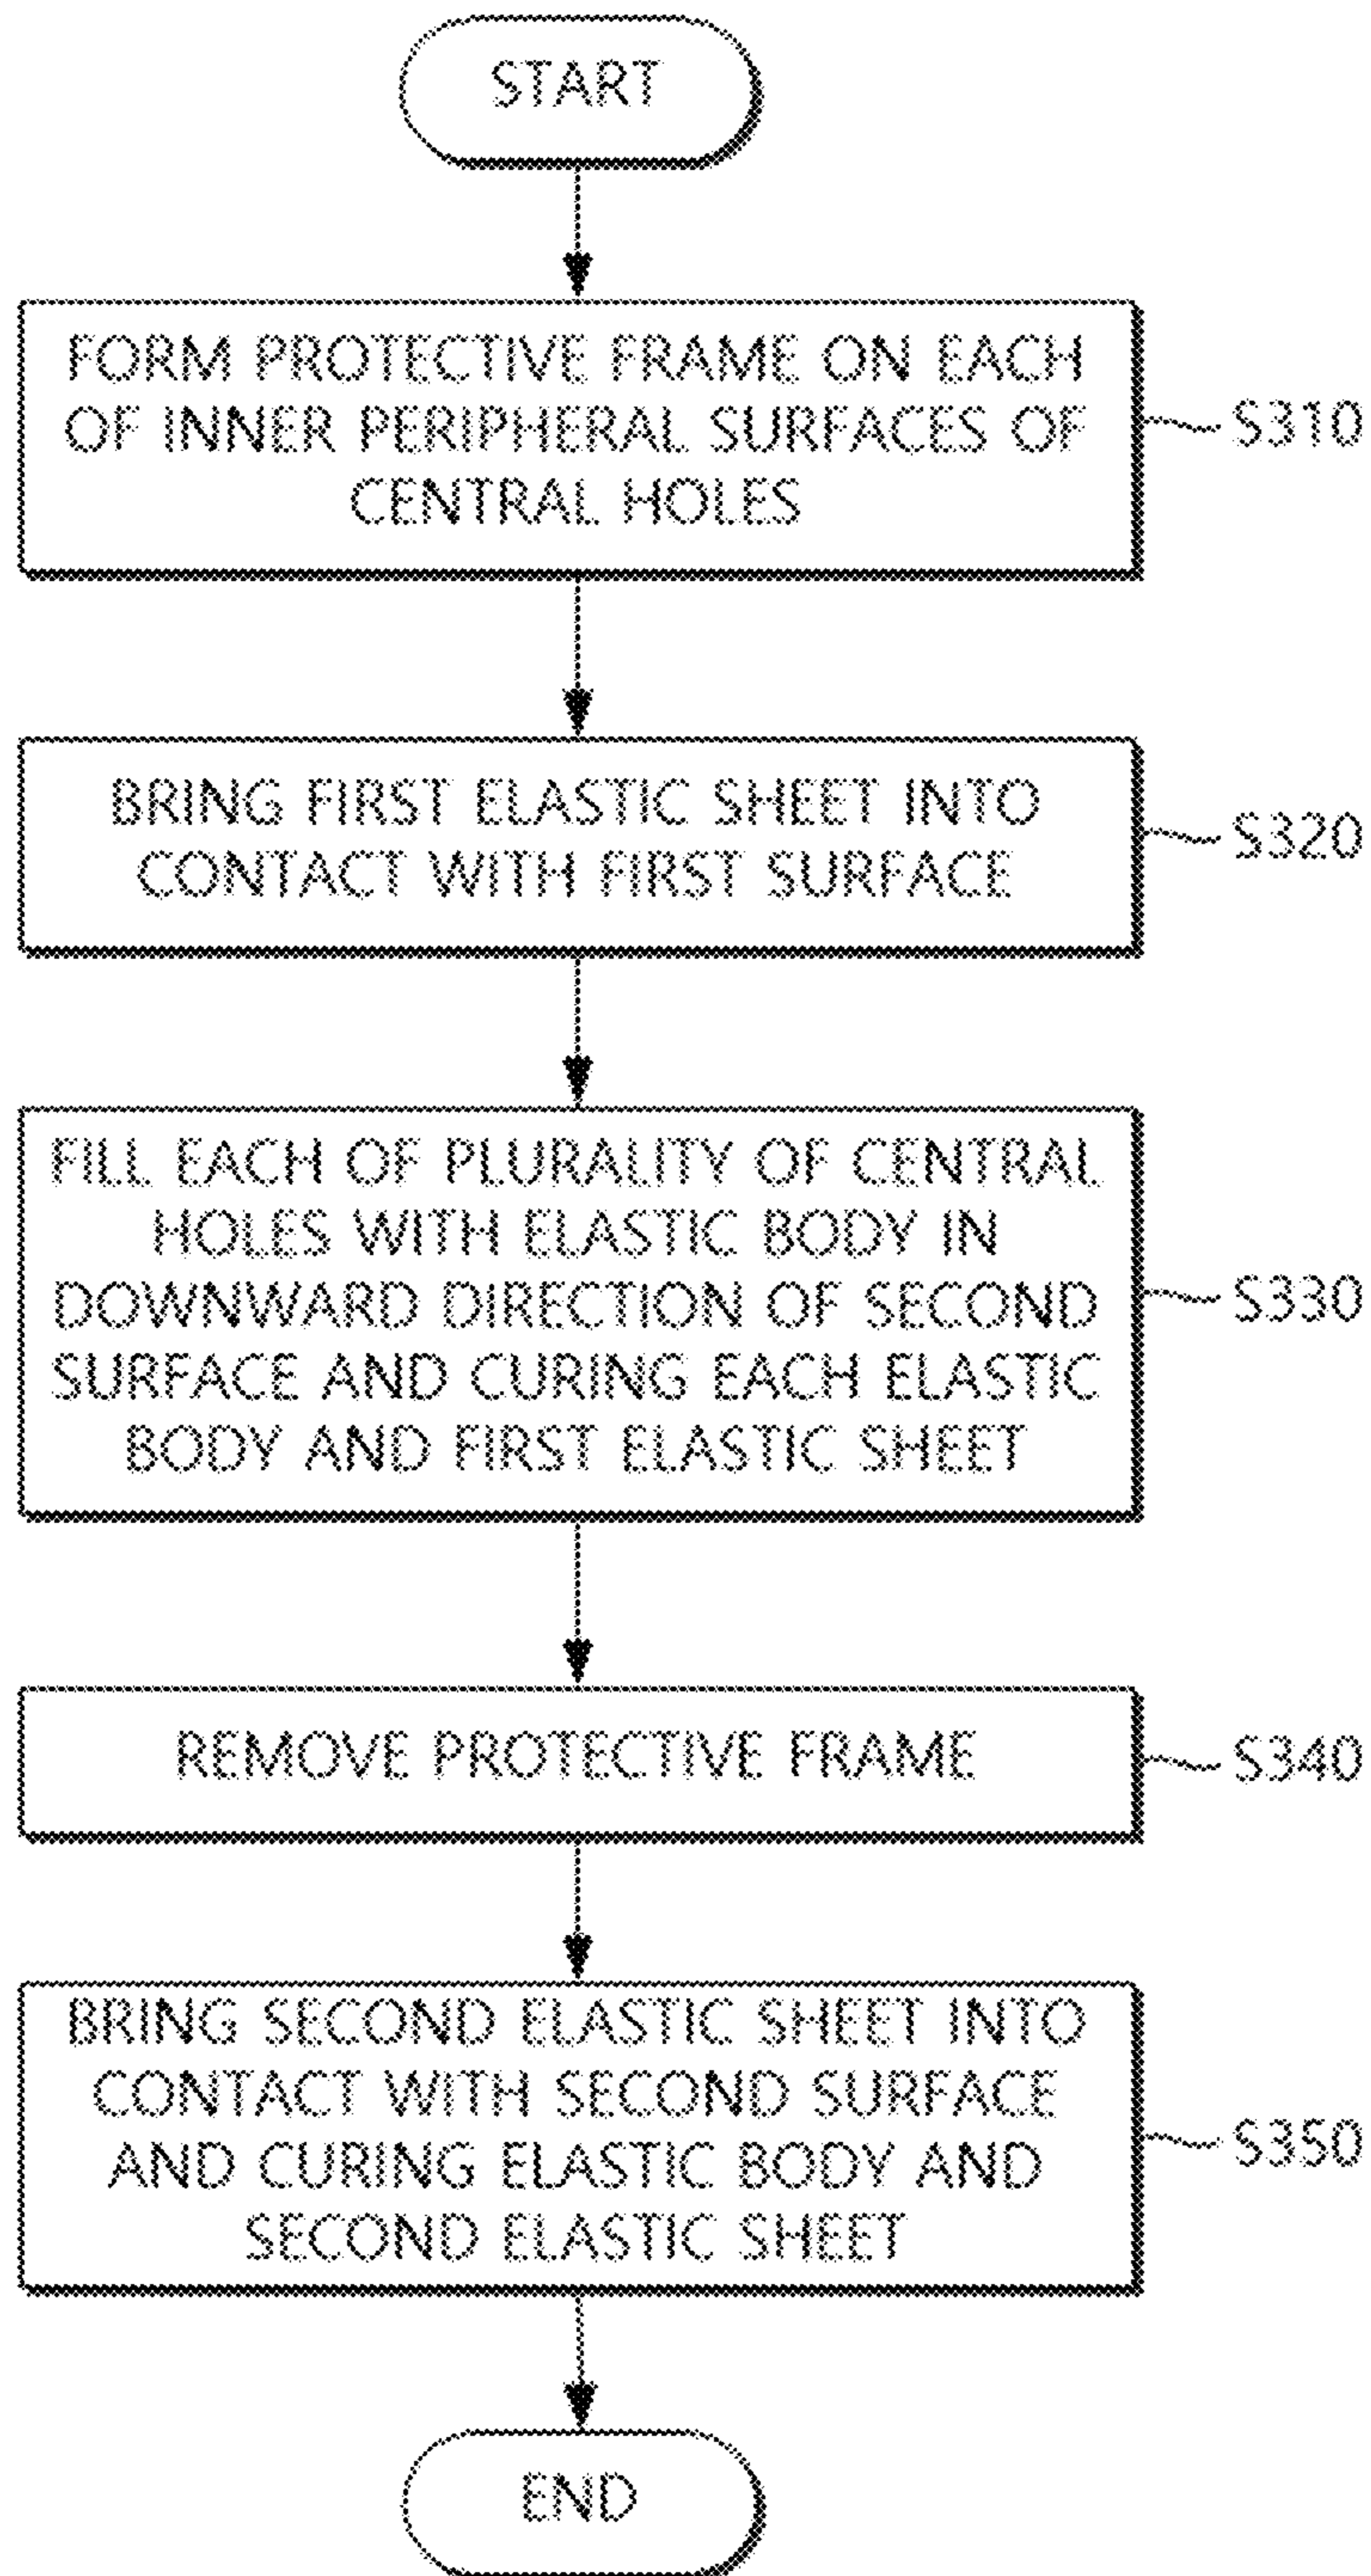 START
FORM PROTECTIVE FRAME ON EACH
OF INNER PERIPHERAL SURFACES OF
CENTRAL HOLES
S310
BRING FIRST ELASTIC SHEET INTO
CONTACT WITH FIRST SURFACE
S320
FILL EACH OF PLURALITY OF CENTRAL
HOLES WITH ELASTIC BODY IN
DOWNWARD DIRECTION OF SECOND
SURFACE AND CURING EACH ELASTIC
BODY AND FIRST ELASTIC SHEET
S330
REMOVE PROTECTIVE FRAME
S340
BRING SECOND ELASTIC SHEET INTO
CONTACT WITH SECOND SURFACE
AND CURING ELASTIC BODY AND
SECOND ELASTIC SHEET
S350
END